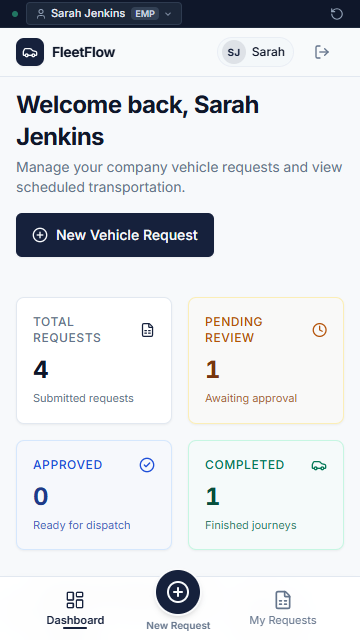 Sarah Jenkins EMP
FleetFlow
SJ Sarah
Welcome back, Sarah
Jenkins
Manage your company vehicle requests and view
scheduled transportation.
New Vehicle Request
TOTAL
REQUESTS
4
Submitted requests
PENDING
REVIEW
1
Awaiting approval
APPROVED
0
Ready for dispatch
COMPLETED
1
Finished journeys
Dashboard
New Request
My Requests